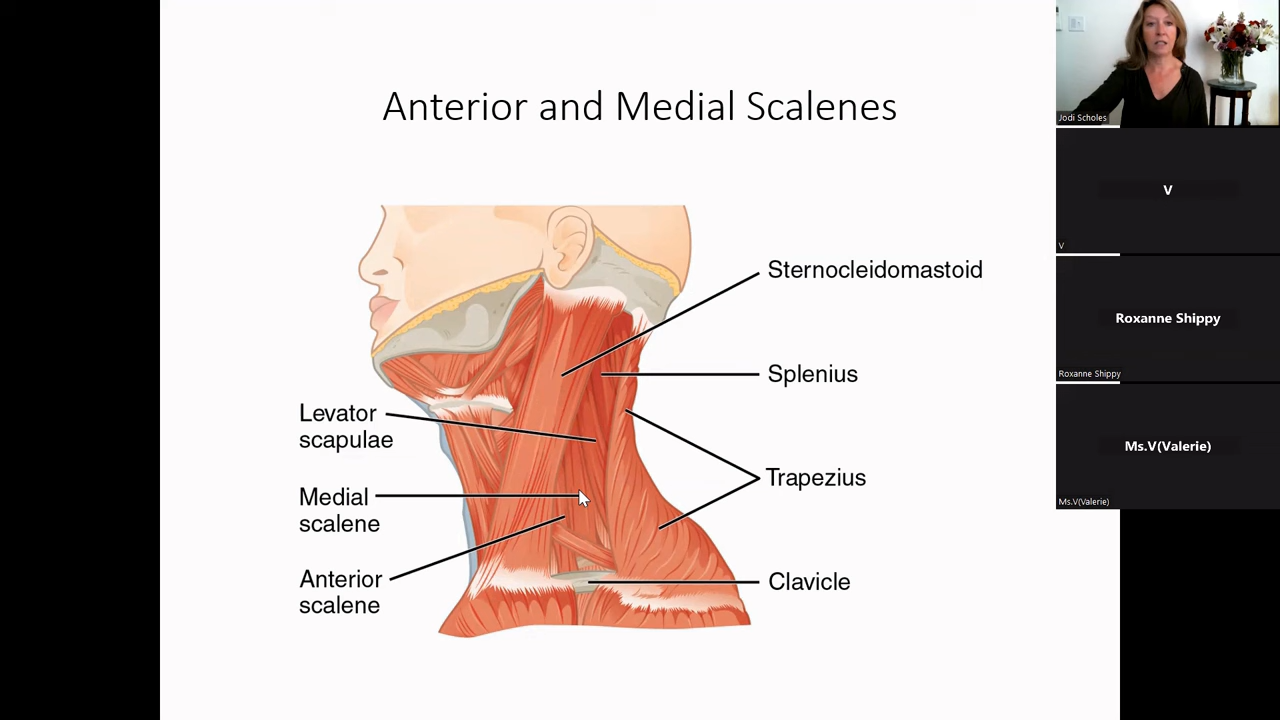 Anterior and Medial Scalenes
Sternocleidomastoid
Splenius
Levator
scapulae
Trapezius
Medial
scalene
Anterior
scalene
Clavicle
Jodi Scholes
V
V
Roxanne Shippy
Roxanne Shippy
Ms.V(Valerie)
Ms.V(Valerie)